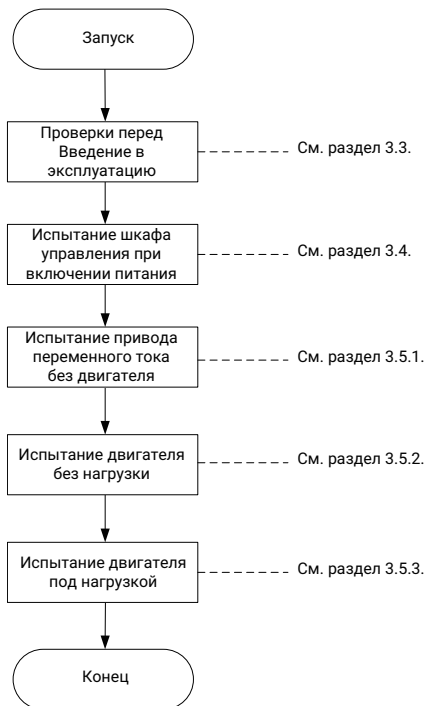 Запуск
Проверки перед
Введение в
эксплуатацию
См. раздел 3.3.
Испытание шкафа
управления при
включении питания
См. раздел 3.4.
Испытание привода
переменного тока
без двигателя
См. раздел 3.5.1.
Испытание двигателя
без нагрузки
См. раздел 3.5.2.
Испытание двигателя
под нагрузкой
См. раздел 3.5.3.
Конец